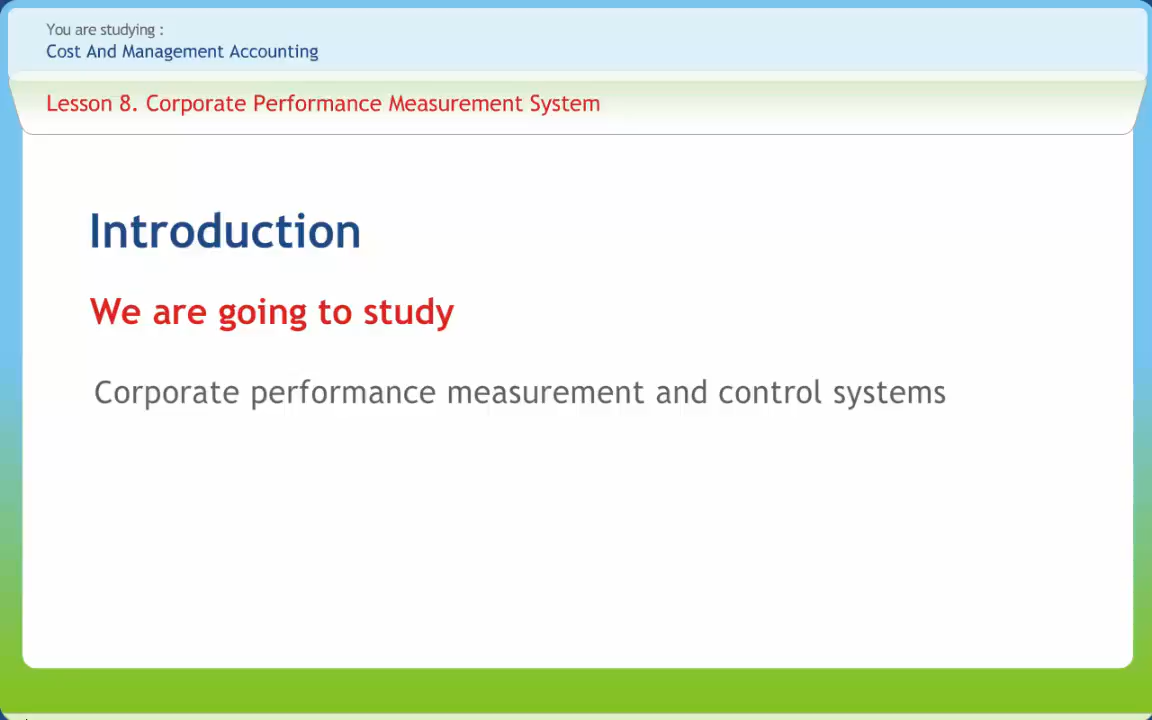 You are studying :
Cost And Management Accounting
Lesson 8. Corporate Performance Measurement System
Introduction
We are going to study
Corporate performance measurement and control systems